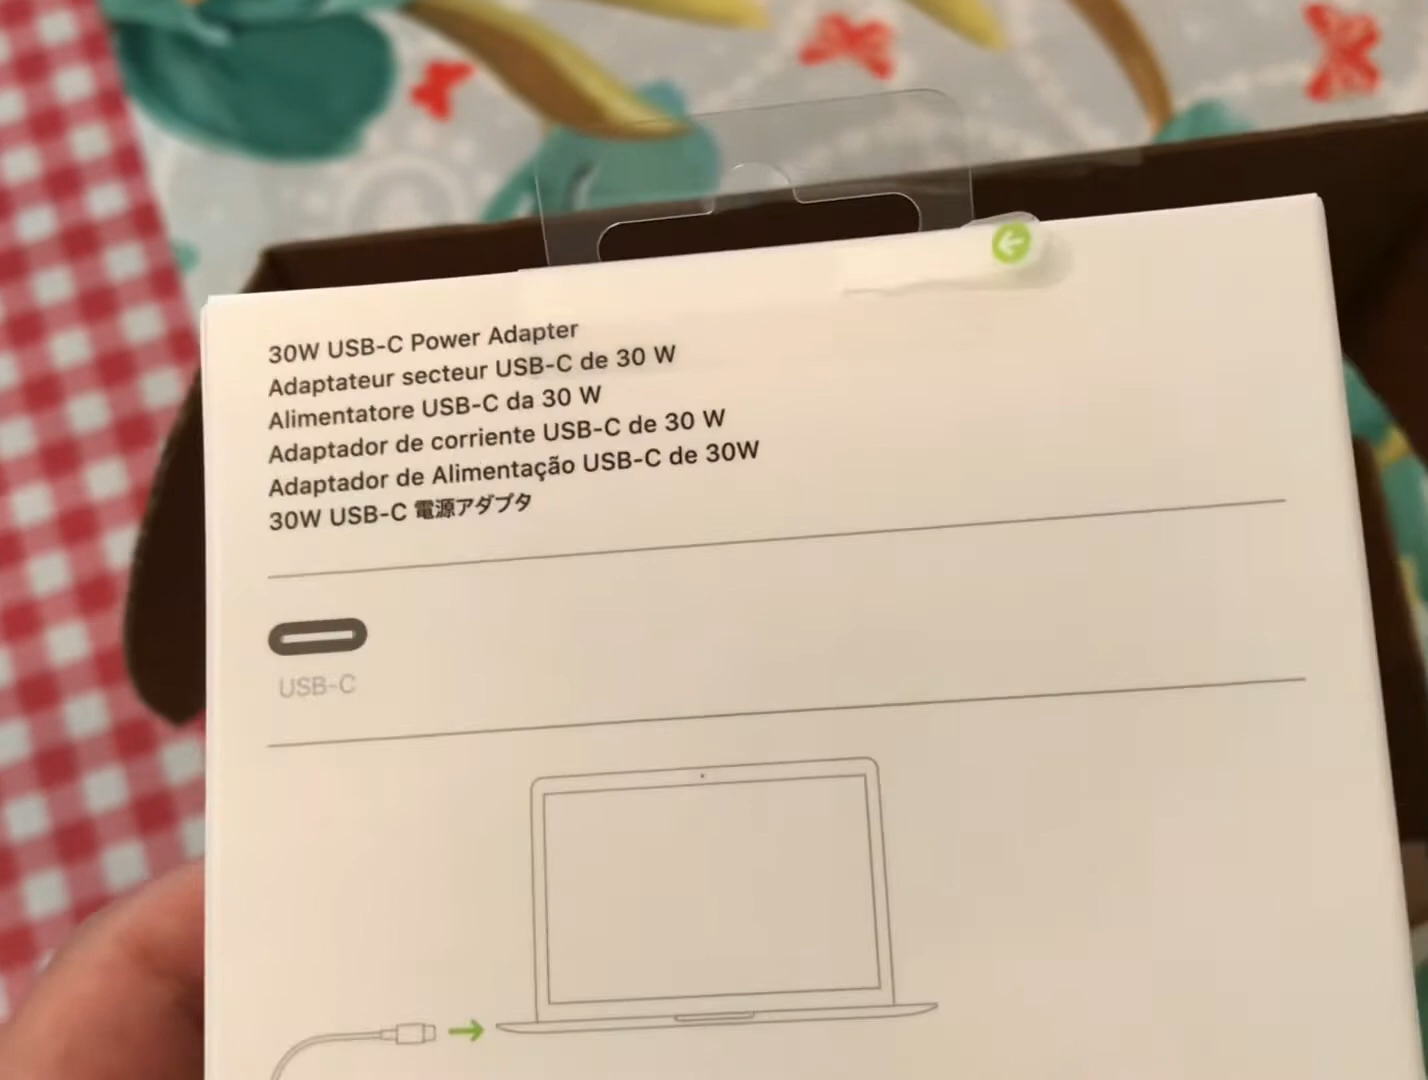 30W USB-C Power Adapter
Adaptateur secteur USB-C de 30 W
Alimentatore USB-C da 30 W
Adaptador de corriente USB-C de 30 W
Adaptador de Alimentação USB-C de 30W
30W USB-C 電源アダプタ
USB-C